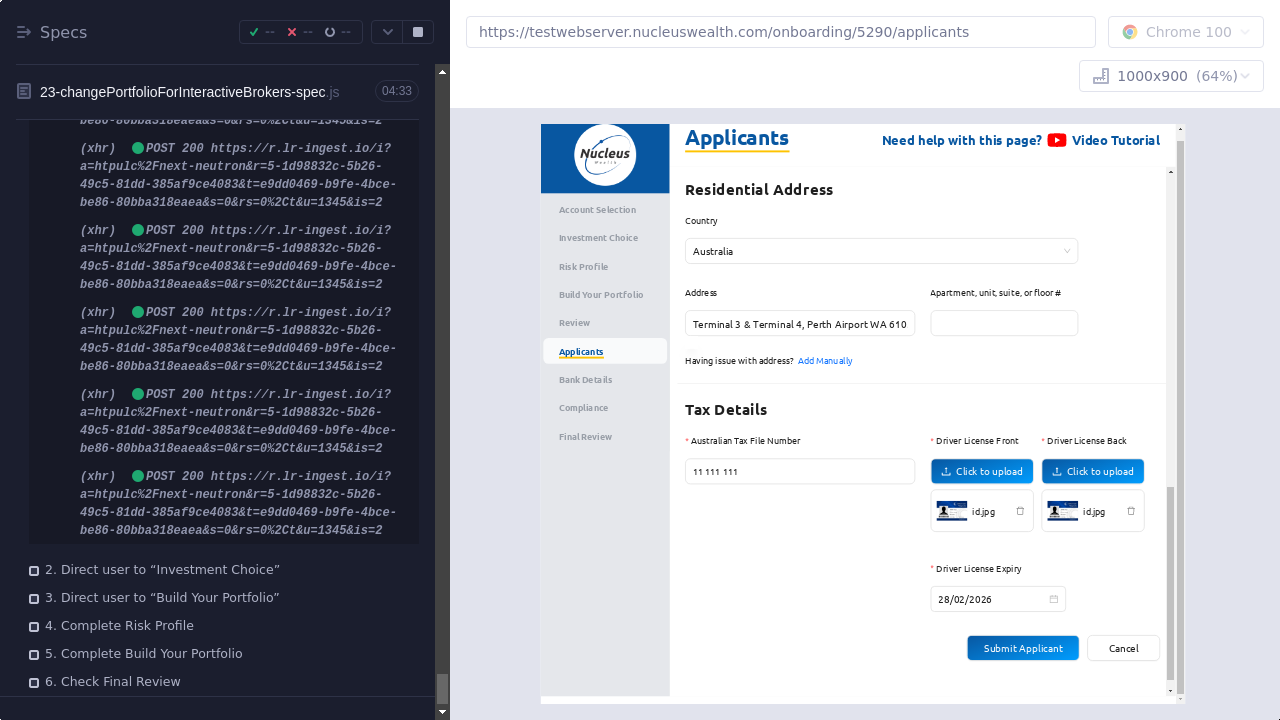 Specs
--
--
--
https://testwebserver.nucleuswealth.com/onboarding/5290/applicants
Chrome 100
1000x900 (64%)
23-changePortfolioForInteractiveBrokers-spec.js
04:33
be86-80bba318eaea&s=0&rs=0%2Ct&u=1345&is=2
(xhr) POST 200 https://r.lr-ingest.io/i?
a=htpulc%2Fnext-neutron&r=5-1d98832c-5b26-
49c5-81dd-385af9ce4083&t=e9dd0469-b9fe-4bce-
be86-80bba318eaea&s=0&rs=0%2Ct&u=1345&is=2
(xhr) POST 200 https://r.lr-ingest.io/i?
a=htpulc%2Fnext-neutron&r=5-1d98832c-5b26-
49c5-81dd-385af9ce4083&t=e9dd0469-b9fe-4bce-
be86-80bba318eaea&s=0&rs=0%2Ct&u=1345&is=2
(xhr) POST 200 https://r.lr-ingest.io/i?
a=htpulc%2Fnext-neutron&r=5-1d98832c-5b26-
49c5-81dd-385af9ce4083&t=e9dd0469-b9fe-4bce-
be86-80bba318eaea&s=0&rs=0%2Ct&u=1345&is=2
(xhr) POST 200 https://r.lr-ingest.io/i?
a=htpulc%2Fnext-neutron&r=5-1d98832c-5b26-
49c5-81dd-385af9ce4083&t=e9dd0469-b9fe-4bce-
be86-80bba318eaea&s=0&rs=0%2Ct&u=1345&is=2
(xhr) POST 200 https://r.lr-ingest.io/i?
a=htpulc%2Fnext-neutron&r=5-1d98832c-5b26-
49c5-81dd-385af9ce4083&t=e9dd0469-b9fe-4bce-
be86-80bba318eaea&s=0&rs=0%2Ct&u=1345&is=2
2. Direct user to “Investment Choice”
3. Direct user to “Build Your Portfolio”
4. Complete Risk Profile
5. Complete Build Your Portfolio
6. Check Final Review
Nucleus
Wealth
Account Selection
Investment Choice
Risk Profile
Build Your Portfolio
Review
Applicants
Bank Details
Compliance
Final Review
Applicants
Need help with this page? Video Tutorial
Residential Address
Country
Australia
Address
Apartment, unit, suite, or floor #
Terminal 3 & Terminal 4, Perth Airport WA 610
Having issue with address? Add Manually
Tax Details
* Australian Tax File Number
* Driver License Front
* Driver License Back
11 111 111
Click to upload
Click to upload
id.jpg
id.jpg
* Driver License Expiry
28/02/2026
Submit Applicant
Cancel